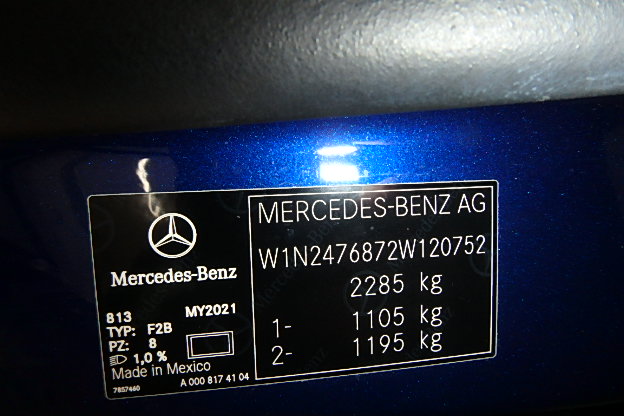 Mercedes-Benz
813 MY2021
TYP: F2B
PZ: 8
1,0 %
Made in Mexico
7857460 A 000 817 41 04
MERCEDES-BENZ AG
W1N2476872W120752
2285 kg
1- 1105 kg
2- 1195 kg